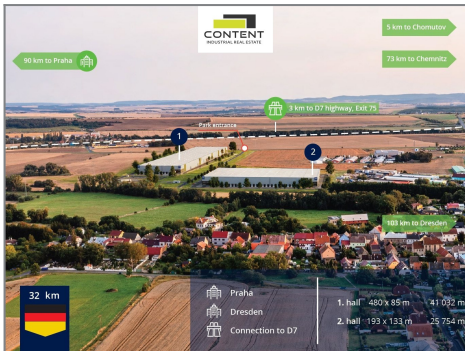 CONTENT
INDUSTRIAL REAL ESTATE
5 km to Chomutov
90 km to Praha
73 km to Chemnitz
3 km to D7 highway, Exit 75
Park entrance
1
2
103 km to Dresden
32 km
Praha
Dresden
Connection to D7
1. hall 480 x 85 m 41 032 m
2. hall 193 x 133 m 25 754 m